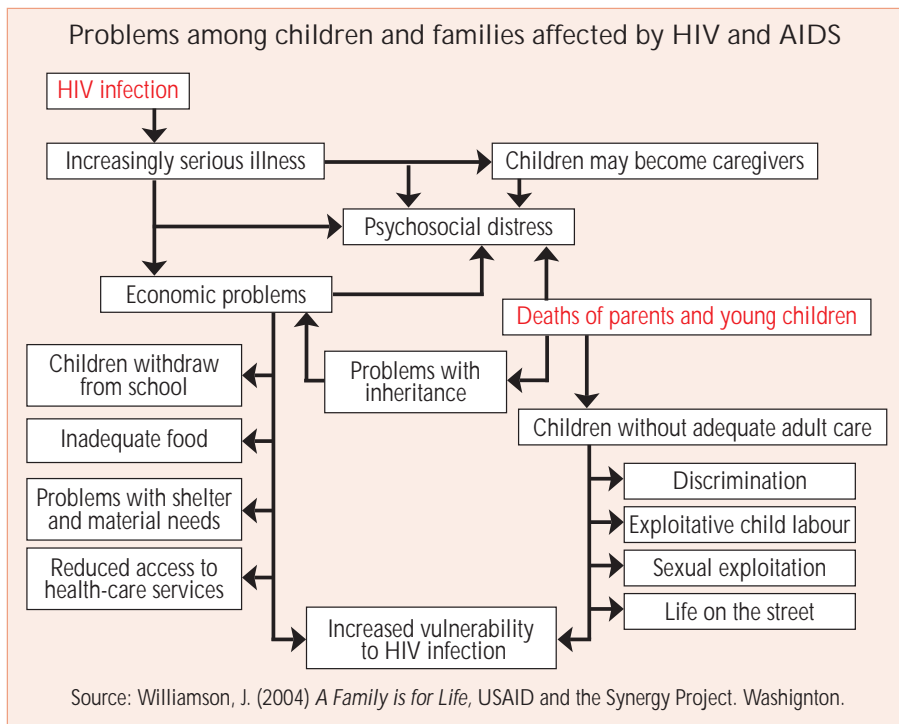 Problems among children and families affected by HIV and AIDS
HIV infection
Increasingly serious illness
Children may become caregivers
Psychosocial distress
Economic problems
Deaths of parents and young children
Children withdraw
from school
Problems with
inheritance
Inadequate food
Children without adequate adult care
Problems with shelter
and material needs
Discrimination
Exploitative child labour
Reduced access to
health-care services
Sexual exploitation
Life on the street
Increased vulnerability
to HIV infection
Source: Williamson, J. (2004) A Family is for Life, USAID and the Synergy Project. Washignton.